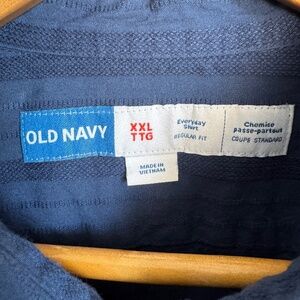 OLD NAVY
XXL
TTG
Everyday
Shirt
REGULAR FIT
Chemise
passe-partout
COUPE STANDARD
MADE IN
VIETNAM